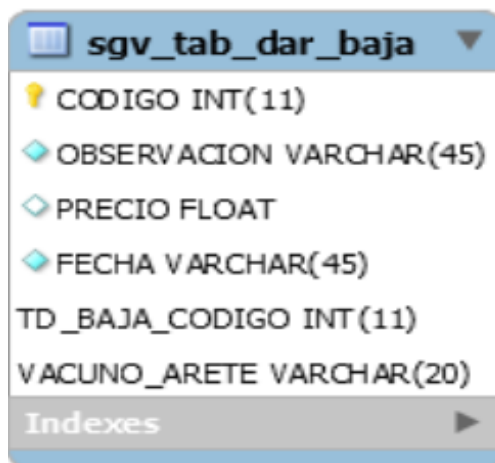 sgv_tab_dar_baja
CODIGO INT(11)
OBSERVACION VARCHAR(45)
PRECIO FLOAT
FECHA VARCHAR(45)
TD_BAJA_CODIGO INT(11)
VACUNO_ARETE VARCHAR(20)
Indexes